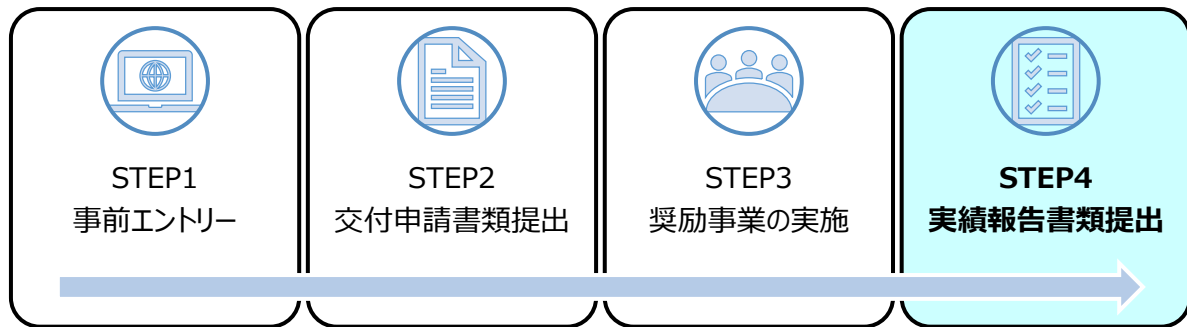 STEP1
事前エントリー
STEP2
交付申請書類提出
STEP3
奨励事業の実施
STEP4
実績報告書類提出